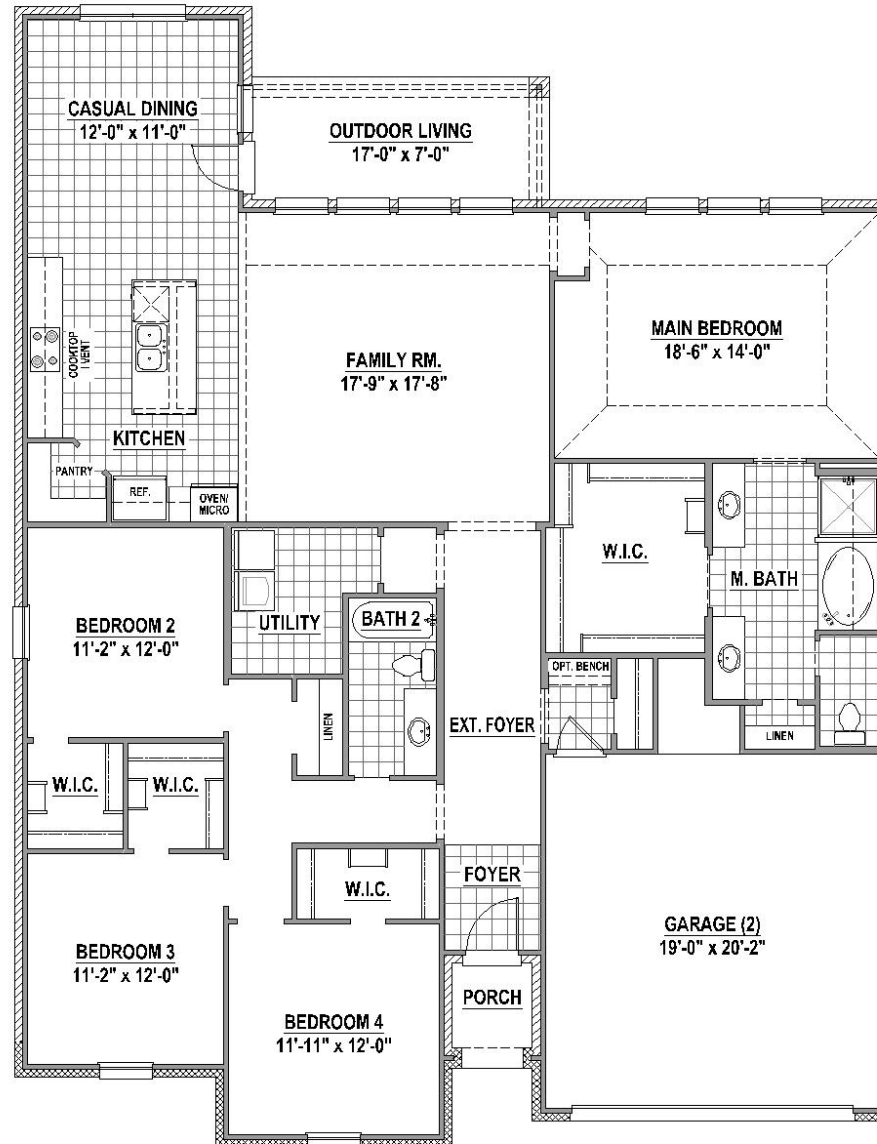 CASUAL DINING
12'-0" x 11'-0"
OUTDOOR LIVING
17'-0" x 7'-0"
MAIN BEDROOM
18'-6" x 14'-0"
COOKTOP
/ VENT
FAMILY RM.
17'-9" x 17'-8"
KITCHEN
PANTRY
REF.
OVEN/
MICRO
W.I.C.
M. BATH
UTILITY
BATH 2
BEDROOM 2
11'-2" x 12'-0"
OPT. BENCH
LINEN
EXT. FOYER
LINEN
W.I.C.
W.I.C.
FOYER
W.I.C.
GARAGE (2)
19'-0" x 20'-2"
BEDROOM 3
11'-2" x 12'-0"
PORCH
BEDROOM 4
11'-11" x 12'-0"